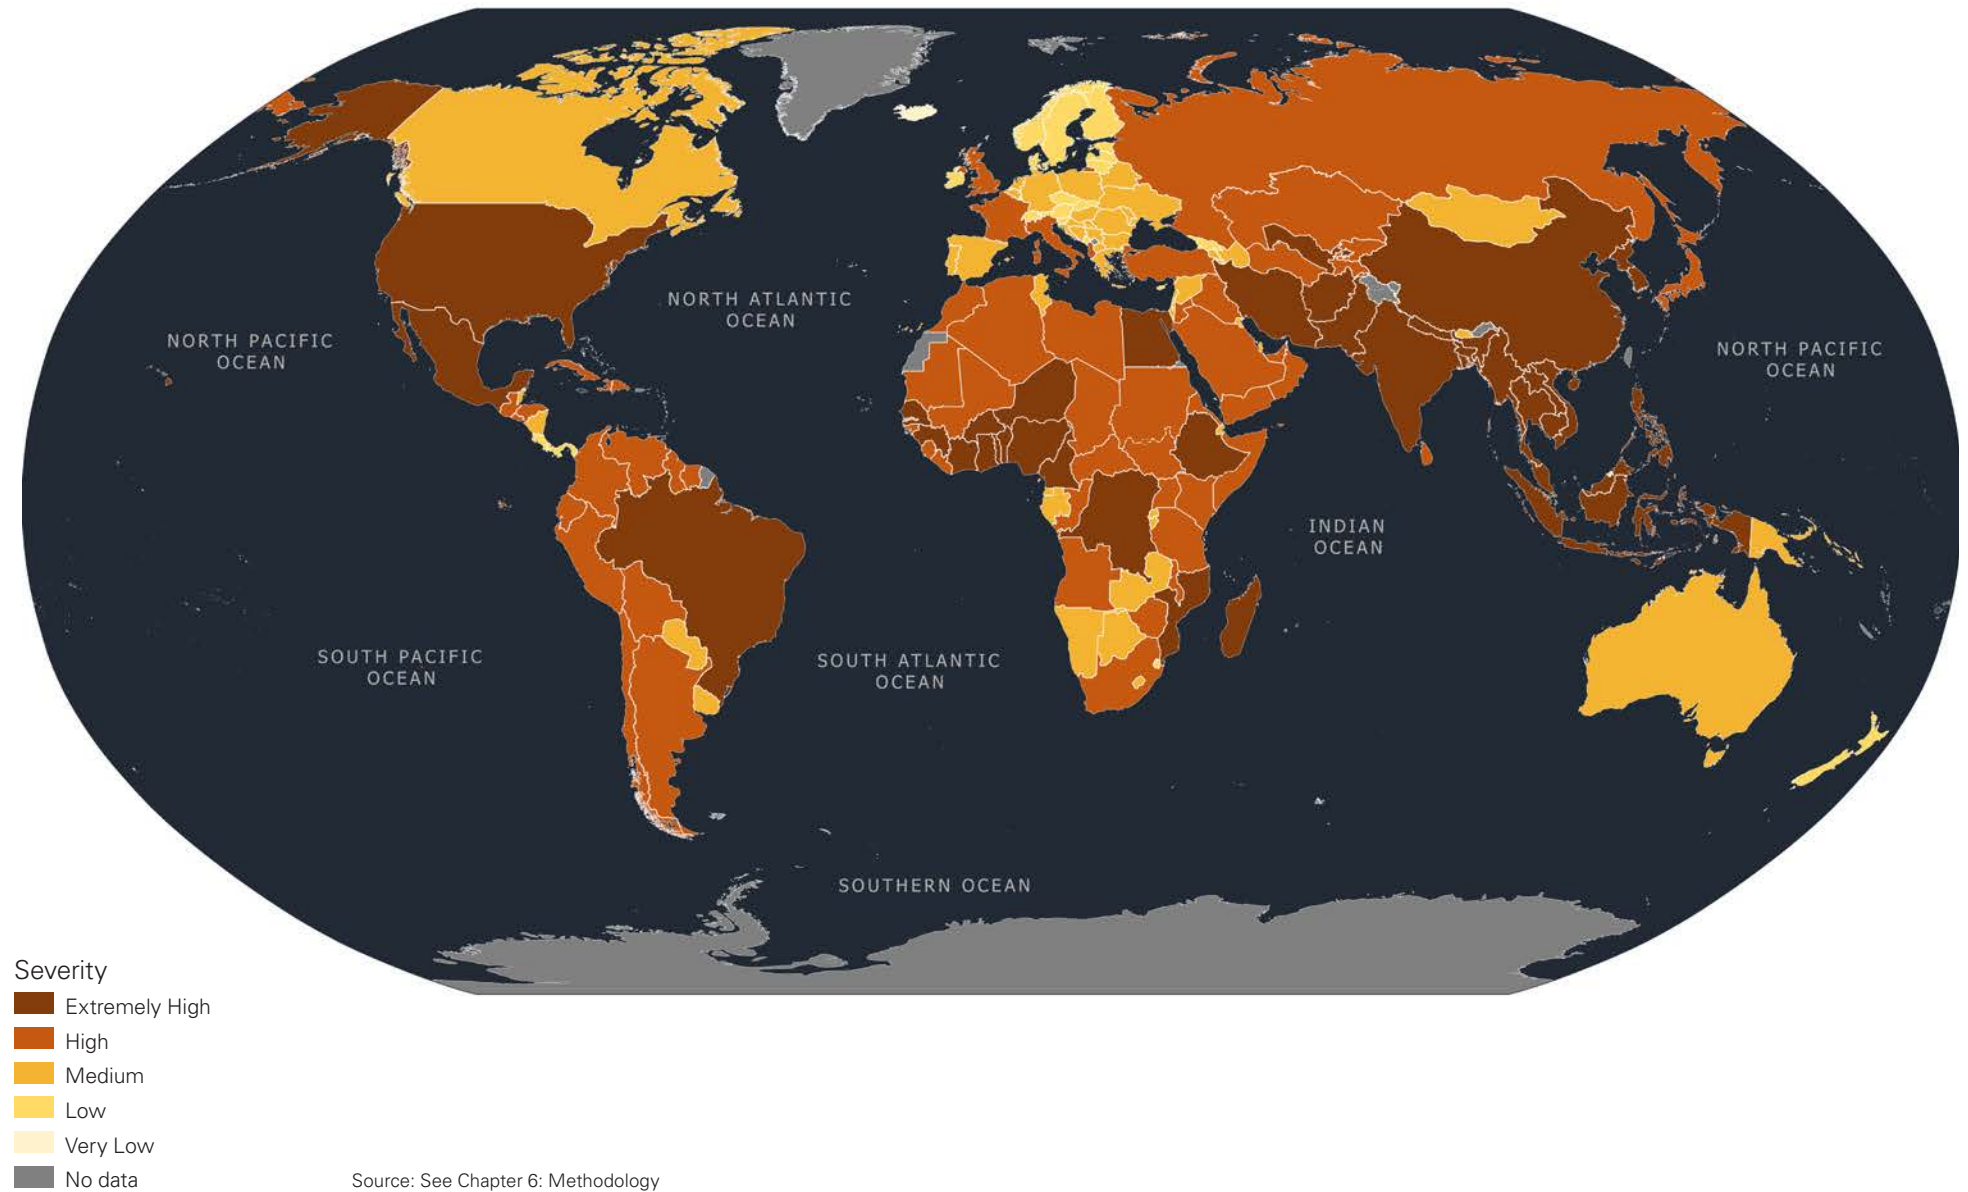 NORTH ATLANTIC
OCEAN
NORTH PACIFIC
OCEAN
NORTH PACIFIC
OCEAN
INDIAN
OCEAN
SOUTH PACIFIC
OCEAN
SOUTH ATLANTIC
OCEAN
SOUTHERN OCEAN
Severity
Extremely High
High
Medium
Low
Very Low
No data
Source: See Chapter 6: Methodology